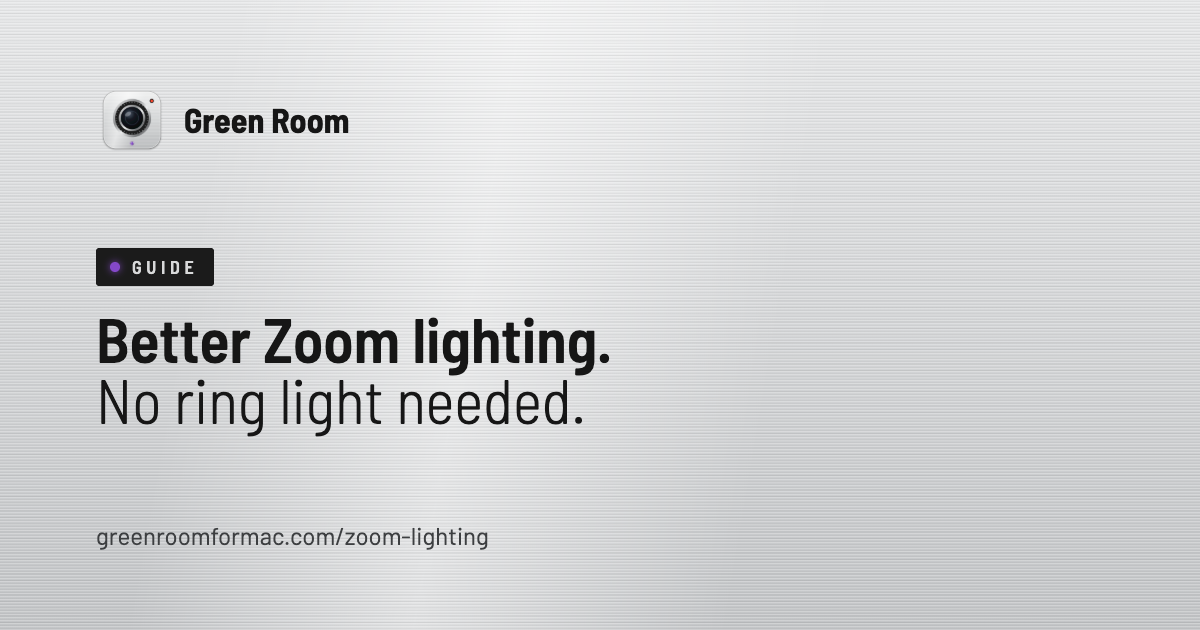 Green Room
GUIDE
Better Zoom lighting.
No ring light needed.
greenroomformac.com/zoom-lighting